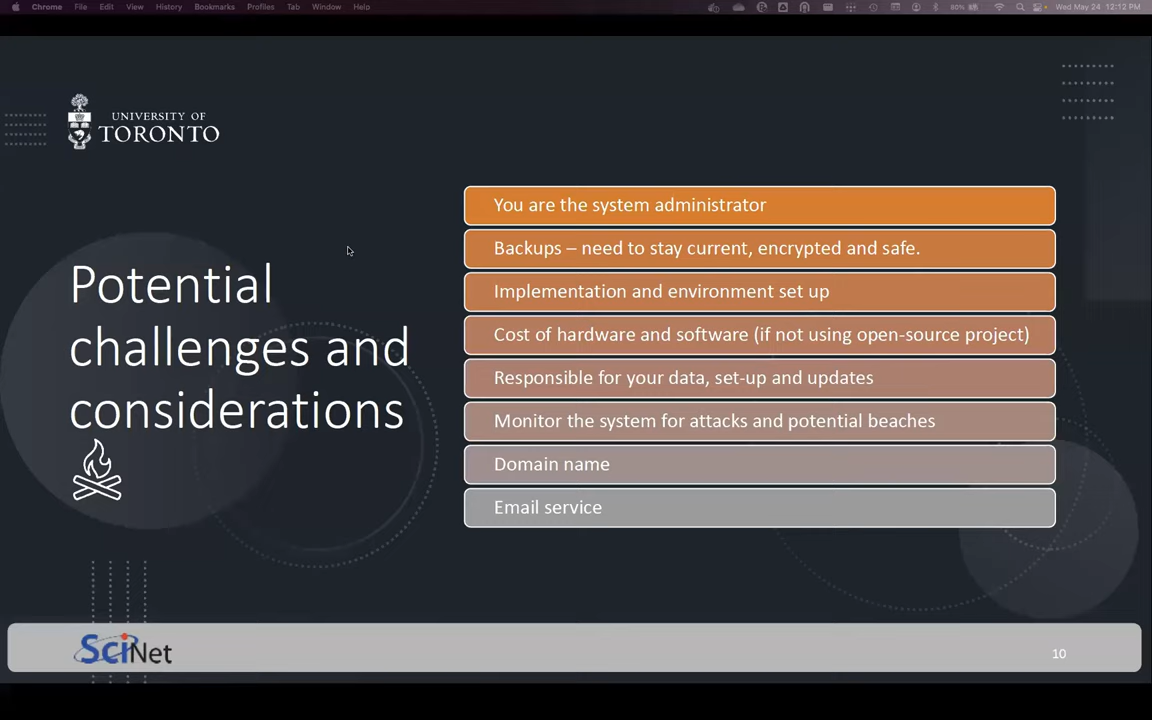 Chrome File Edit View History Bookmarks Profiles Tab Window Help 80% Wed May 24 12:12 PM
UNIVERSITY OF
TORONTO
Potential
challenges and
considerations
You are the system administrator
Backups – need to stay current, encrypted and safe.
Implementation and environment set up
Cost of hardware and software (if not using open-source project)
Responsible for your data, set-up and updates
Monitor the system for attacks and potential beaches
Domain name
Email service
SciNet
10